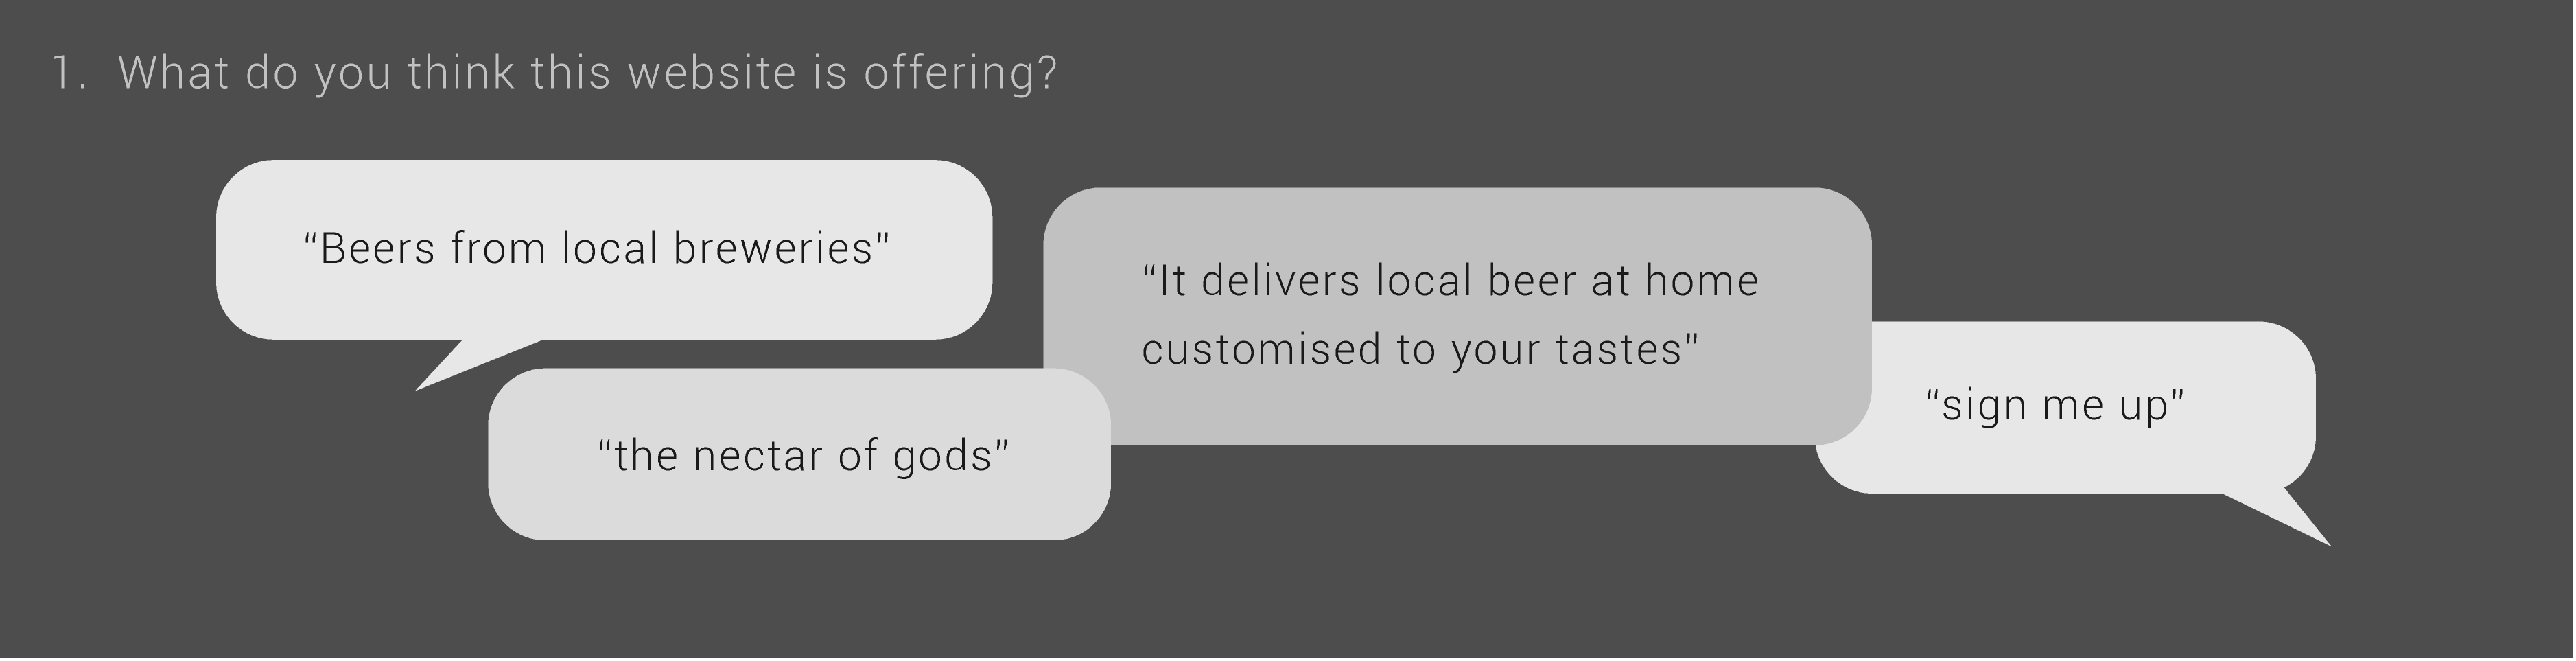 1. What do you think this website is offering?
“Beers from local breweries”
“It delivers local beer at home
customised to your tastes”
“sign me up”
“the nectar of gods”